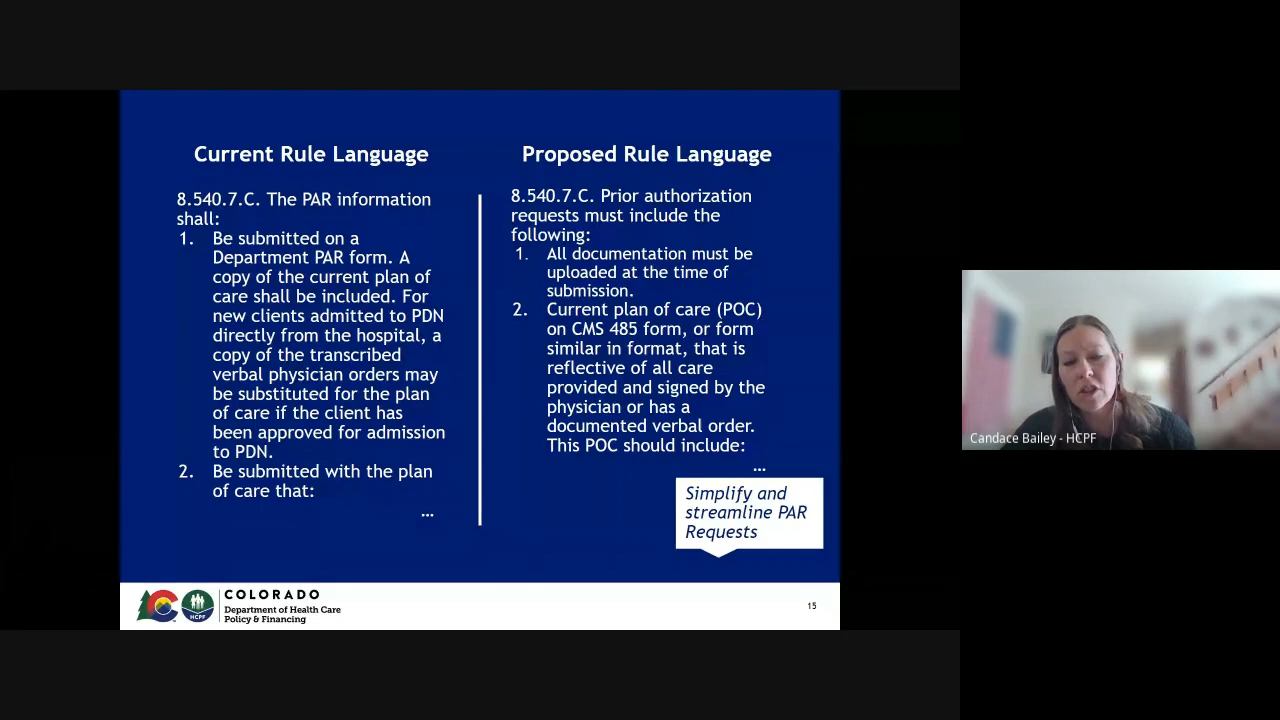 Current Rule Language
8.540.7.C. The PAR information
shall:
1. Be submitted on a
Department PAR form. A
copy of the current plan of
care shall be included. For
new clients admitted to PDN
directly from the hospital, a
copy of the transcribed
verbal physician orders may
be substituted for the plan
of care if the client has
been approved for admission
to PDN.
2. Be submitted with the plan
of care that:
...
Proposed Rule Language
8.540.7.C. Prior authorization
requests must include the
following:
1. All documentation must be
uploaded at the time of
submission.
2. Current plan of care (POC)
on CMS 485 form, or form
similar in format, that is
reflective of all care
provided and signed by the
physician or has a
documented verbal order.
This POC should include:
...
Simplify and
streamline PAR
Requests
HCPF
COLORADO
Department of Health Care
Policy & Financing
15
Candace Bailey - HCPF